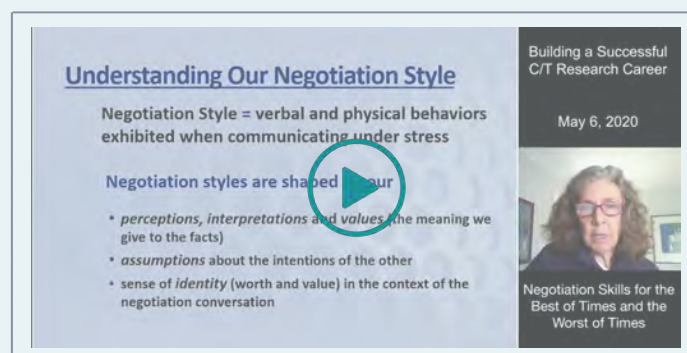 Understanding Our Negotiation Style
Negotiation Style = verbal and physical behaviors
exhibited when communicating under stress
Negotiation styles are shaped our
• perceptions, interpretations and values (the meaning we
give to the facts)
• assumptions about the intentions of the other
• sense of identity (worth and value) in the context of the
negotiation conversation
Building a Successful
C/T Research Career
May 6, 2020
Negotiation Skills for the
Best of Times and the
Worst of Times